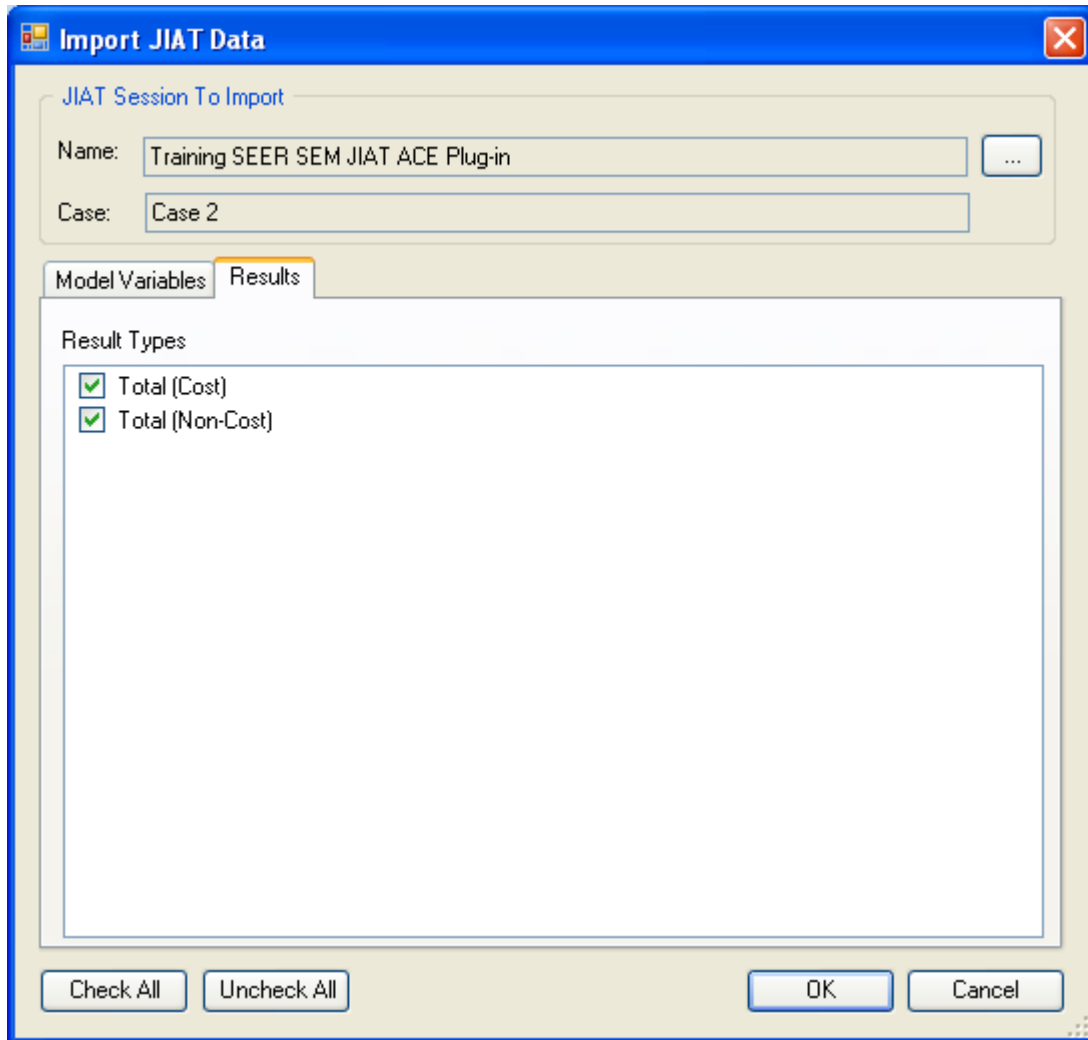 Import JIAT Data
JIAT Session To Import
Name: Training SEER SEM JIAT ACE Plug-in ...
Case: Case 2
Model Variables Results
Result Types
Total (Cost)
Total (Non-Cost)
Check All Uncheck All OK Cancel